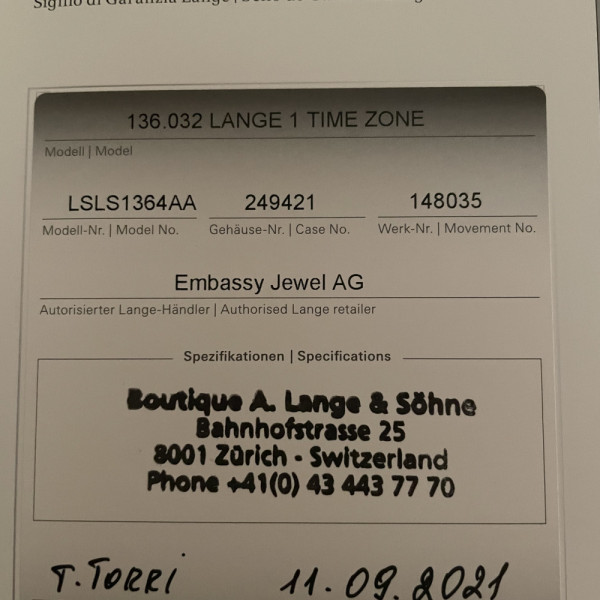 136.032 LANGE 1 TIME ZONE
Modell | Model
LSLS1364AA 249421 148035
Modell-Nr. | Model No. Gehäuse-Nr. | Case No. Werk-Nr. | Movement No.
Embassy Jewel AG
Autorisierter Lange-Händler | Authorised Lange retailer
Spezifikationen | Specifications
Boutique A. Lange & Söhne
Bahnhofstrasse 25
8001 Zürich - Switzerland
Phone +41(0) 43 443 77 70
T. TORRI 11.09.2021